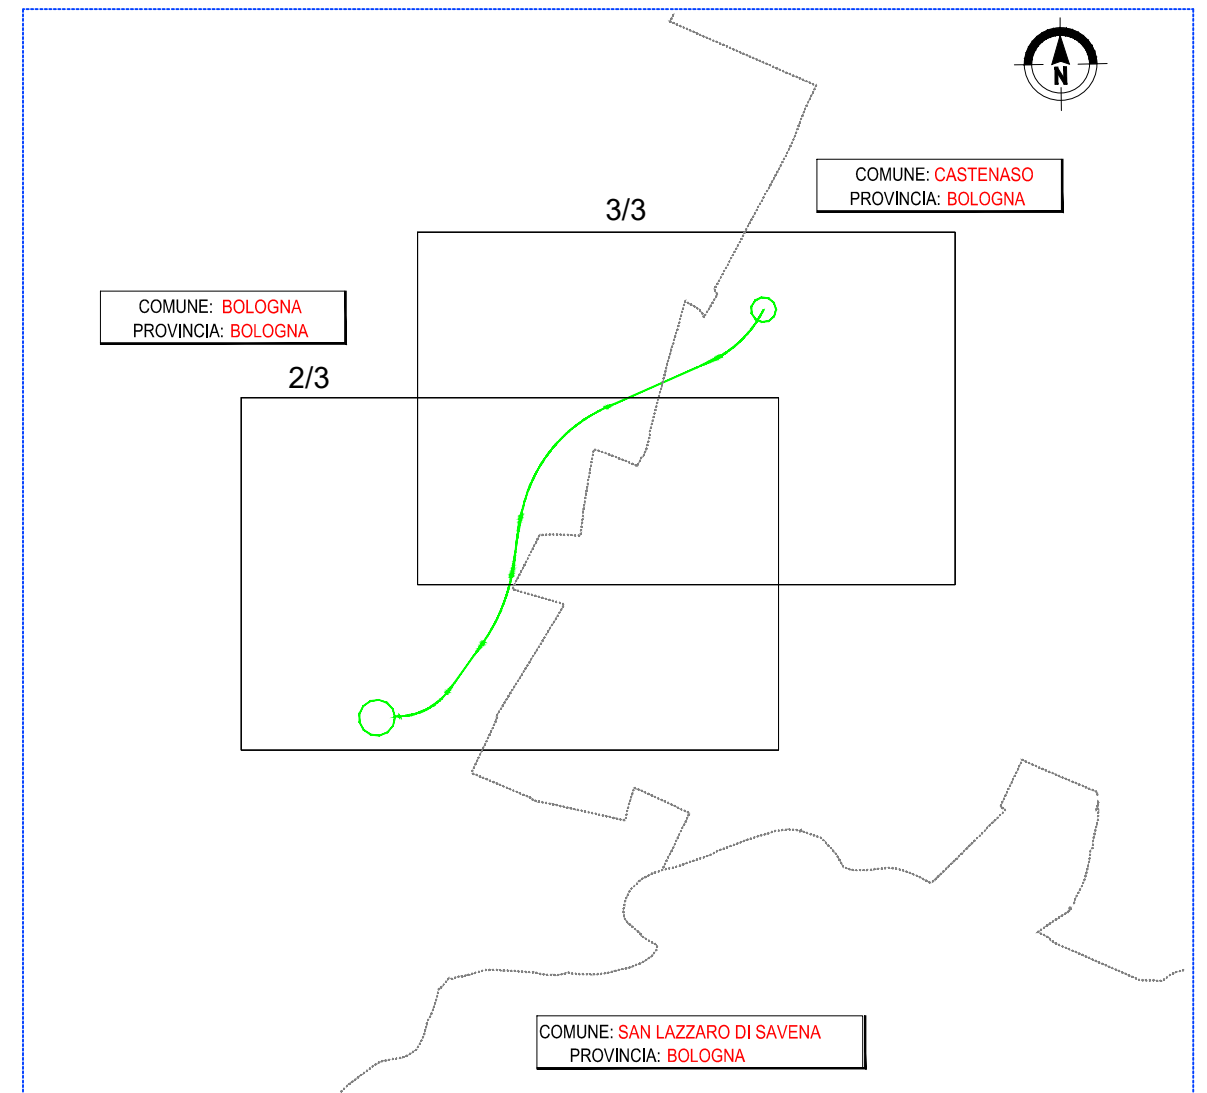 N
COMUNE: CASTENASO
PROVINCIA: BOLOGNA
3/3
COMUNE: BOLOGNA
PROVINCIA: BOLOGNA
2/3
COMUNE: SAN LAZZARO DI SAVENA
PROVINCIA: BOLOGNA